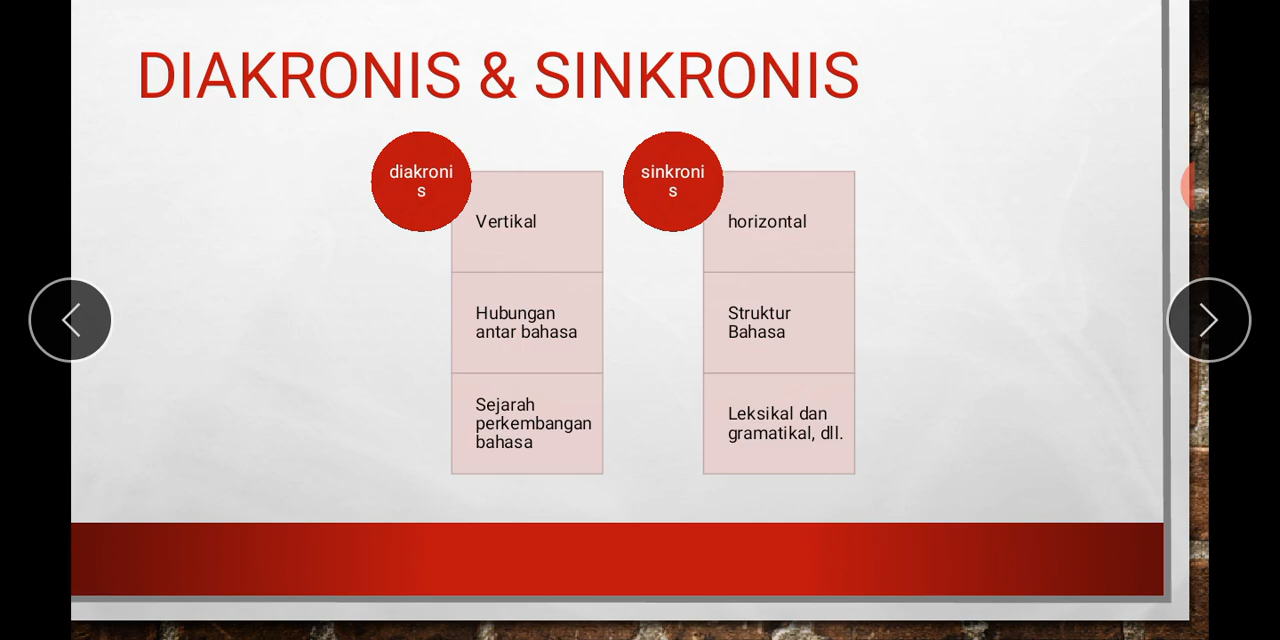 DIAKRONIS & SINKRONIS
diakroni
s
Vertikal
Hubungan
antar bahasa
Sejarah
perkembangan
bahasa
sinkroni
s
horizontal
Struktur
Bahasa
Leksikal dan
gramatikal, dll.